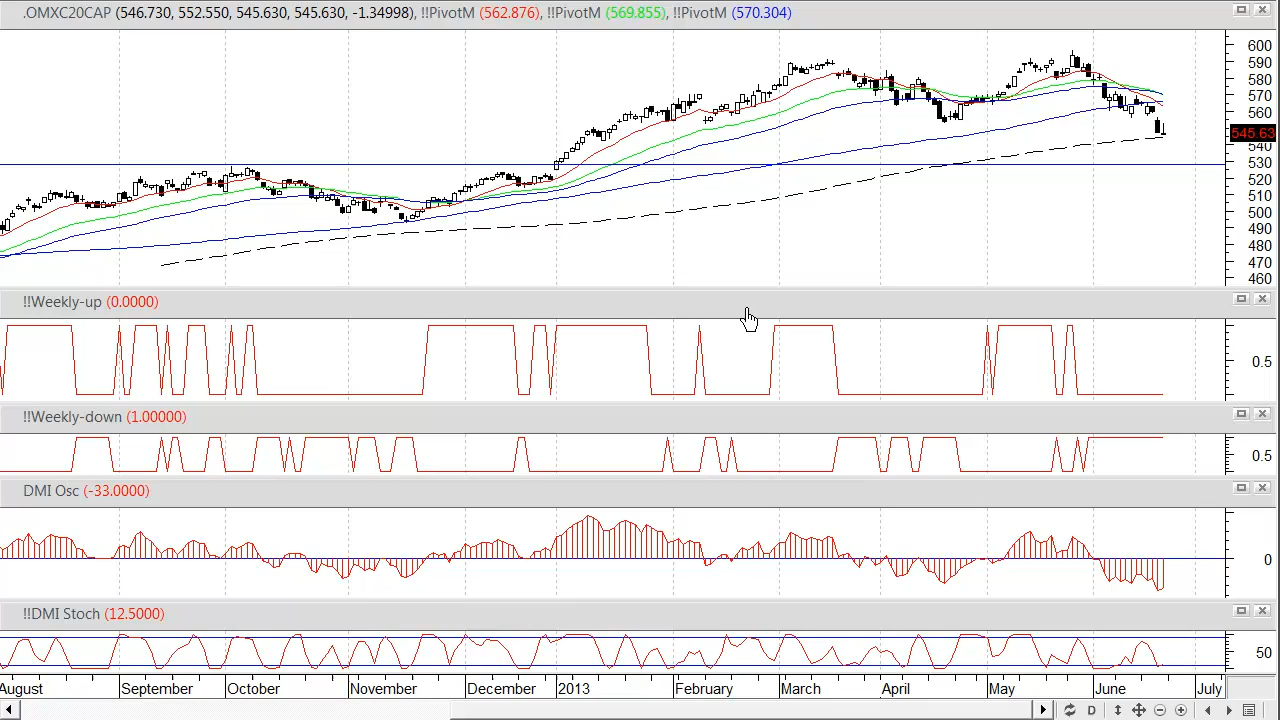 .OMXC20CAP (546.730, 552.550, 545.630, 545.630, -1.34998), !!PivotM (562.876), !!PivotM (569.855), !!PivotM (570.304)
600
590
580
570
560
545.63
540
530
520
510
500
490
480
470
460
!!Weekly-up (0.0000)
0.5
!!Weekly-down (1.00000)
0.5
DMI Osc (-33.0000)
0
!!DMI Stoch (12.5000)
50
August September October November December 2013 February March April May June July
D